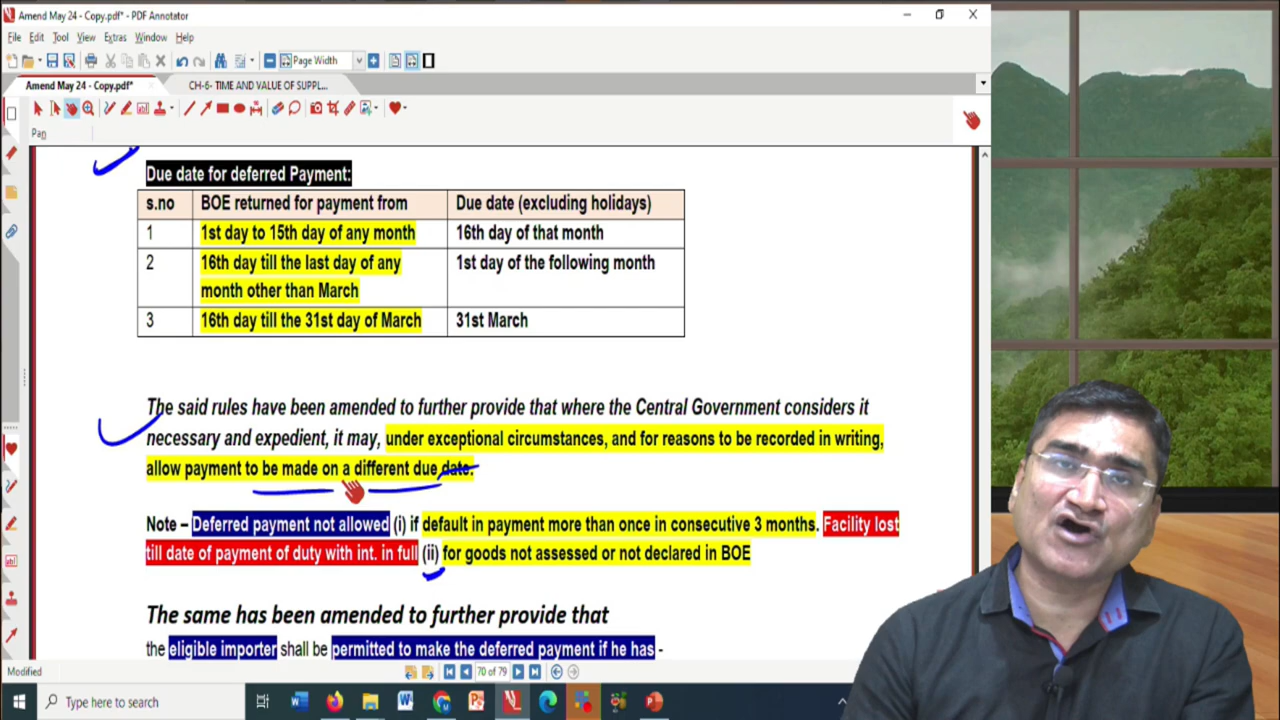 Amend May 24 - Copy.pdf* - PDF Annotator
File Edit Tool View Extras Window Help
Page Width
Amend May 24 - Copy.pdf* CH-6- TIME AND VALUE OF SUPPL...
Pan
Due date for deferred Payment:
s.no BOE returned for payment from Due date (excluding holidays)
1 1st day to 15th day of any month 16th day of that month
2 16th day till the last day of any 1st day of the following month
month other than March
3 16th day till the 31st day of March 31st March
The said rules have been amended to further provide that where the Central Government considers it
necessary and expedient, it may, under exceptional circumstances, and for reasons to be recorded in writing,
allow payment to be made on a different due date.
Note – Deferred payment not allowed (i) if default in payment more than once in consecutive 3 months. Facility lost
till date of payment of duty with int. in full (ii) for goods not assessed or not declared in BOE
The same has been amended to further provide that
the eligible importer shall be permitted to make the deferred payment if he has -
Modified 70 of 79
Type here to search